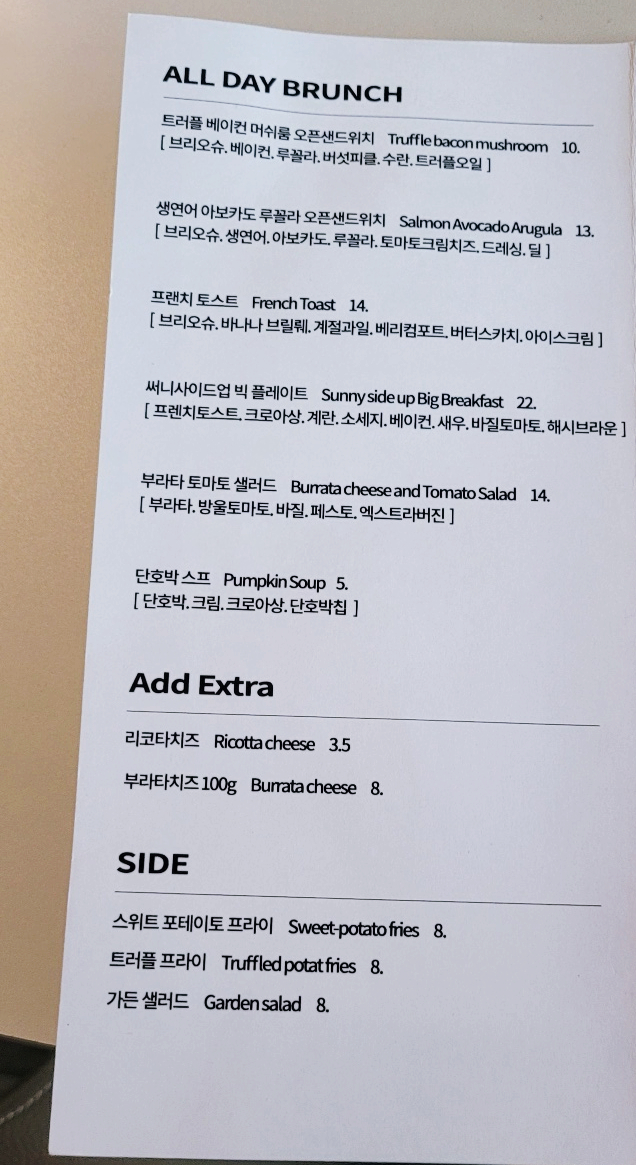 ALL DAY BRUNCH
트러플 베이컨 머쉬룸 오픈샌드위치 Truffle bacon mushroom 10.
[ 브리오슈. 베이컨. 루꼴라. 버섯피클. 수란. 트러플오일 ]
생연어 아보카도 루꼴라 오픈샌드위치 Salmon Avocado Arugula 13.
[ 브리오슈. 생연어. 아보카도. 루꼴라. 토마토크림치즈. 드레싱. 딜 ]
프랜치 토스트 French Toast 14.
[ 브리오슈. 바나나 브릴뤠. 계절과일. 베리컴포트. 버터스카치. 아이스크림 ]
써니사이드업 빅 플레이트 Sunny side up Big Breakfast 22.
[ 프렌치토스트. 크로아상. 계란. 소세지. 베이컨. 새우. 바질토마토. 해시브라운 ]
부라타 토마토 샐러드 Burrata cheese and Tomato Salad 14.
[ 부라타. 방울토마토. 바질. 페스토. 엑스트라버진 ]
단호박 스프 Pumpkin Soup 5.
[ 단호박. 크림. 크로아상. 단호박칩 ]
Add Extra
리코타치즈 Ricotta cheese 3.5
부라타치즈 100g Burrata cheese 8.
SIDE
스위트 포테이토 프라이 Sweet-potato fries 8.
트러플 프라이 Truffled potat fries 8.
가든 샐러드 Garden salad 8.